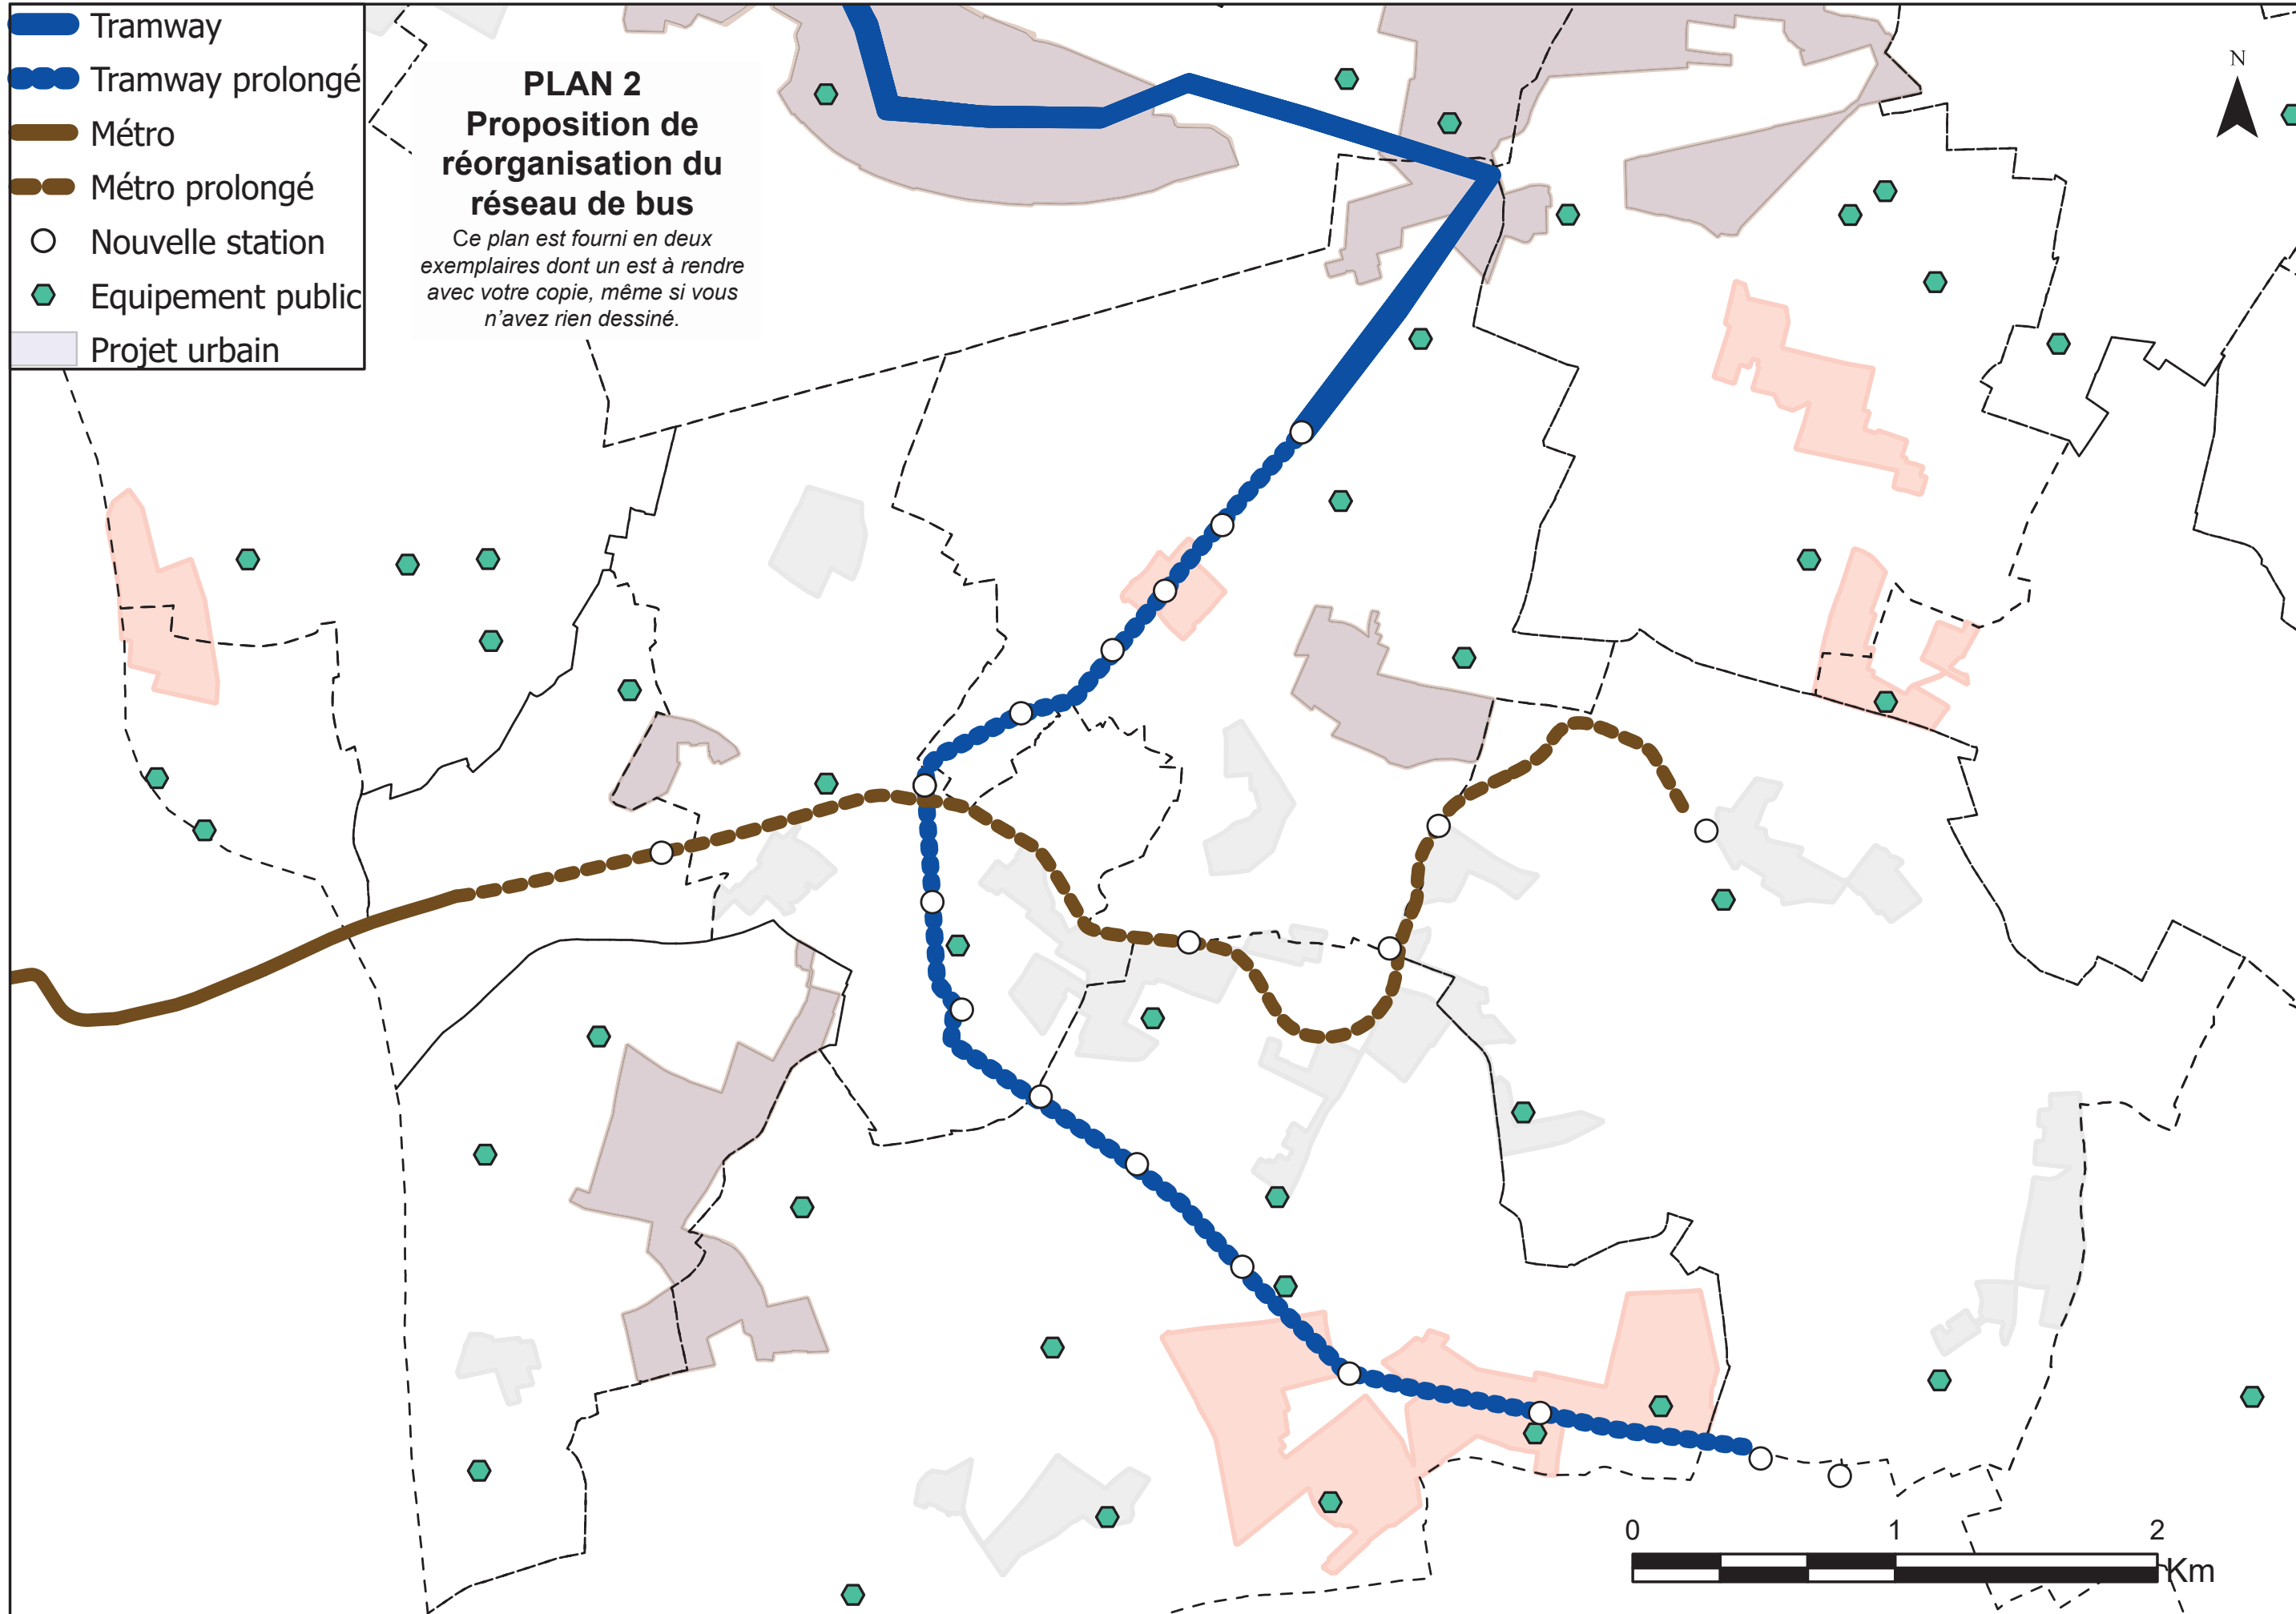 Tramway
Tramway prolongé
Métro
Métro prolongé
Nouvelle station
Equipement public
Projet urbain
PLAN 2
Proposition de
réorganisation du
réseau de bus
Ce plan est fourni en deux
exemplaires dont un est à rendre
avec votre copie, même si vous
n'avez rien dessiné.
N
0 1 2
Km